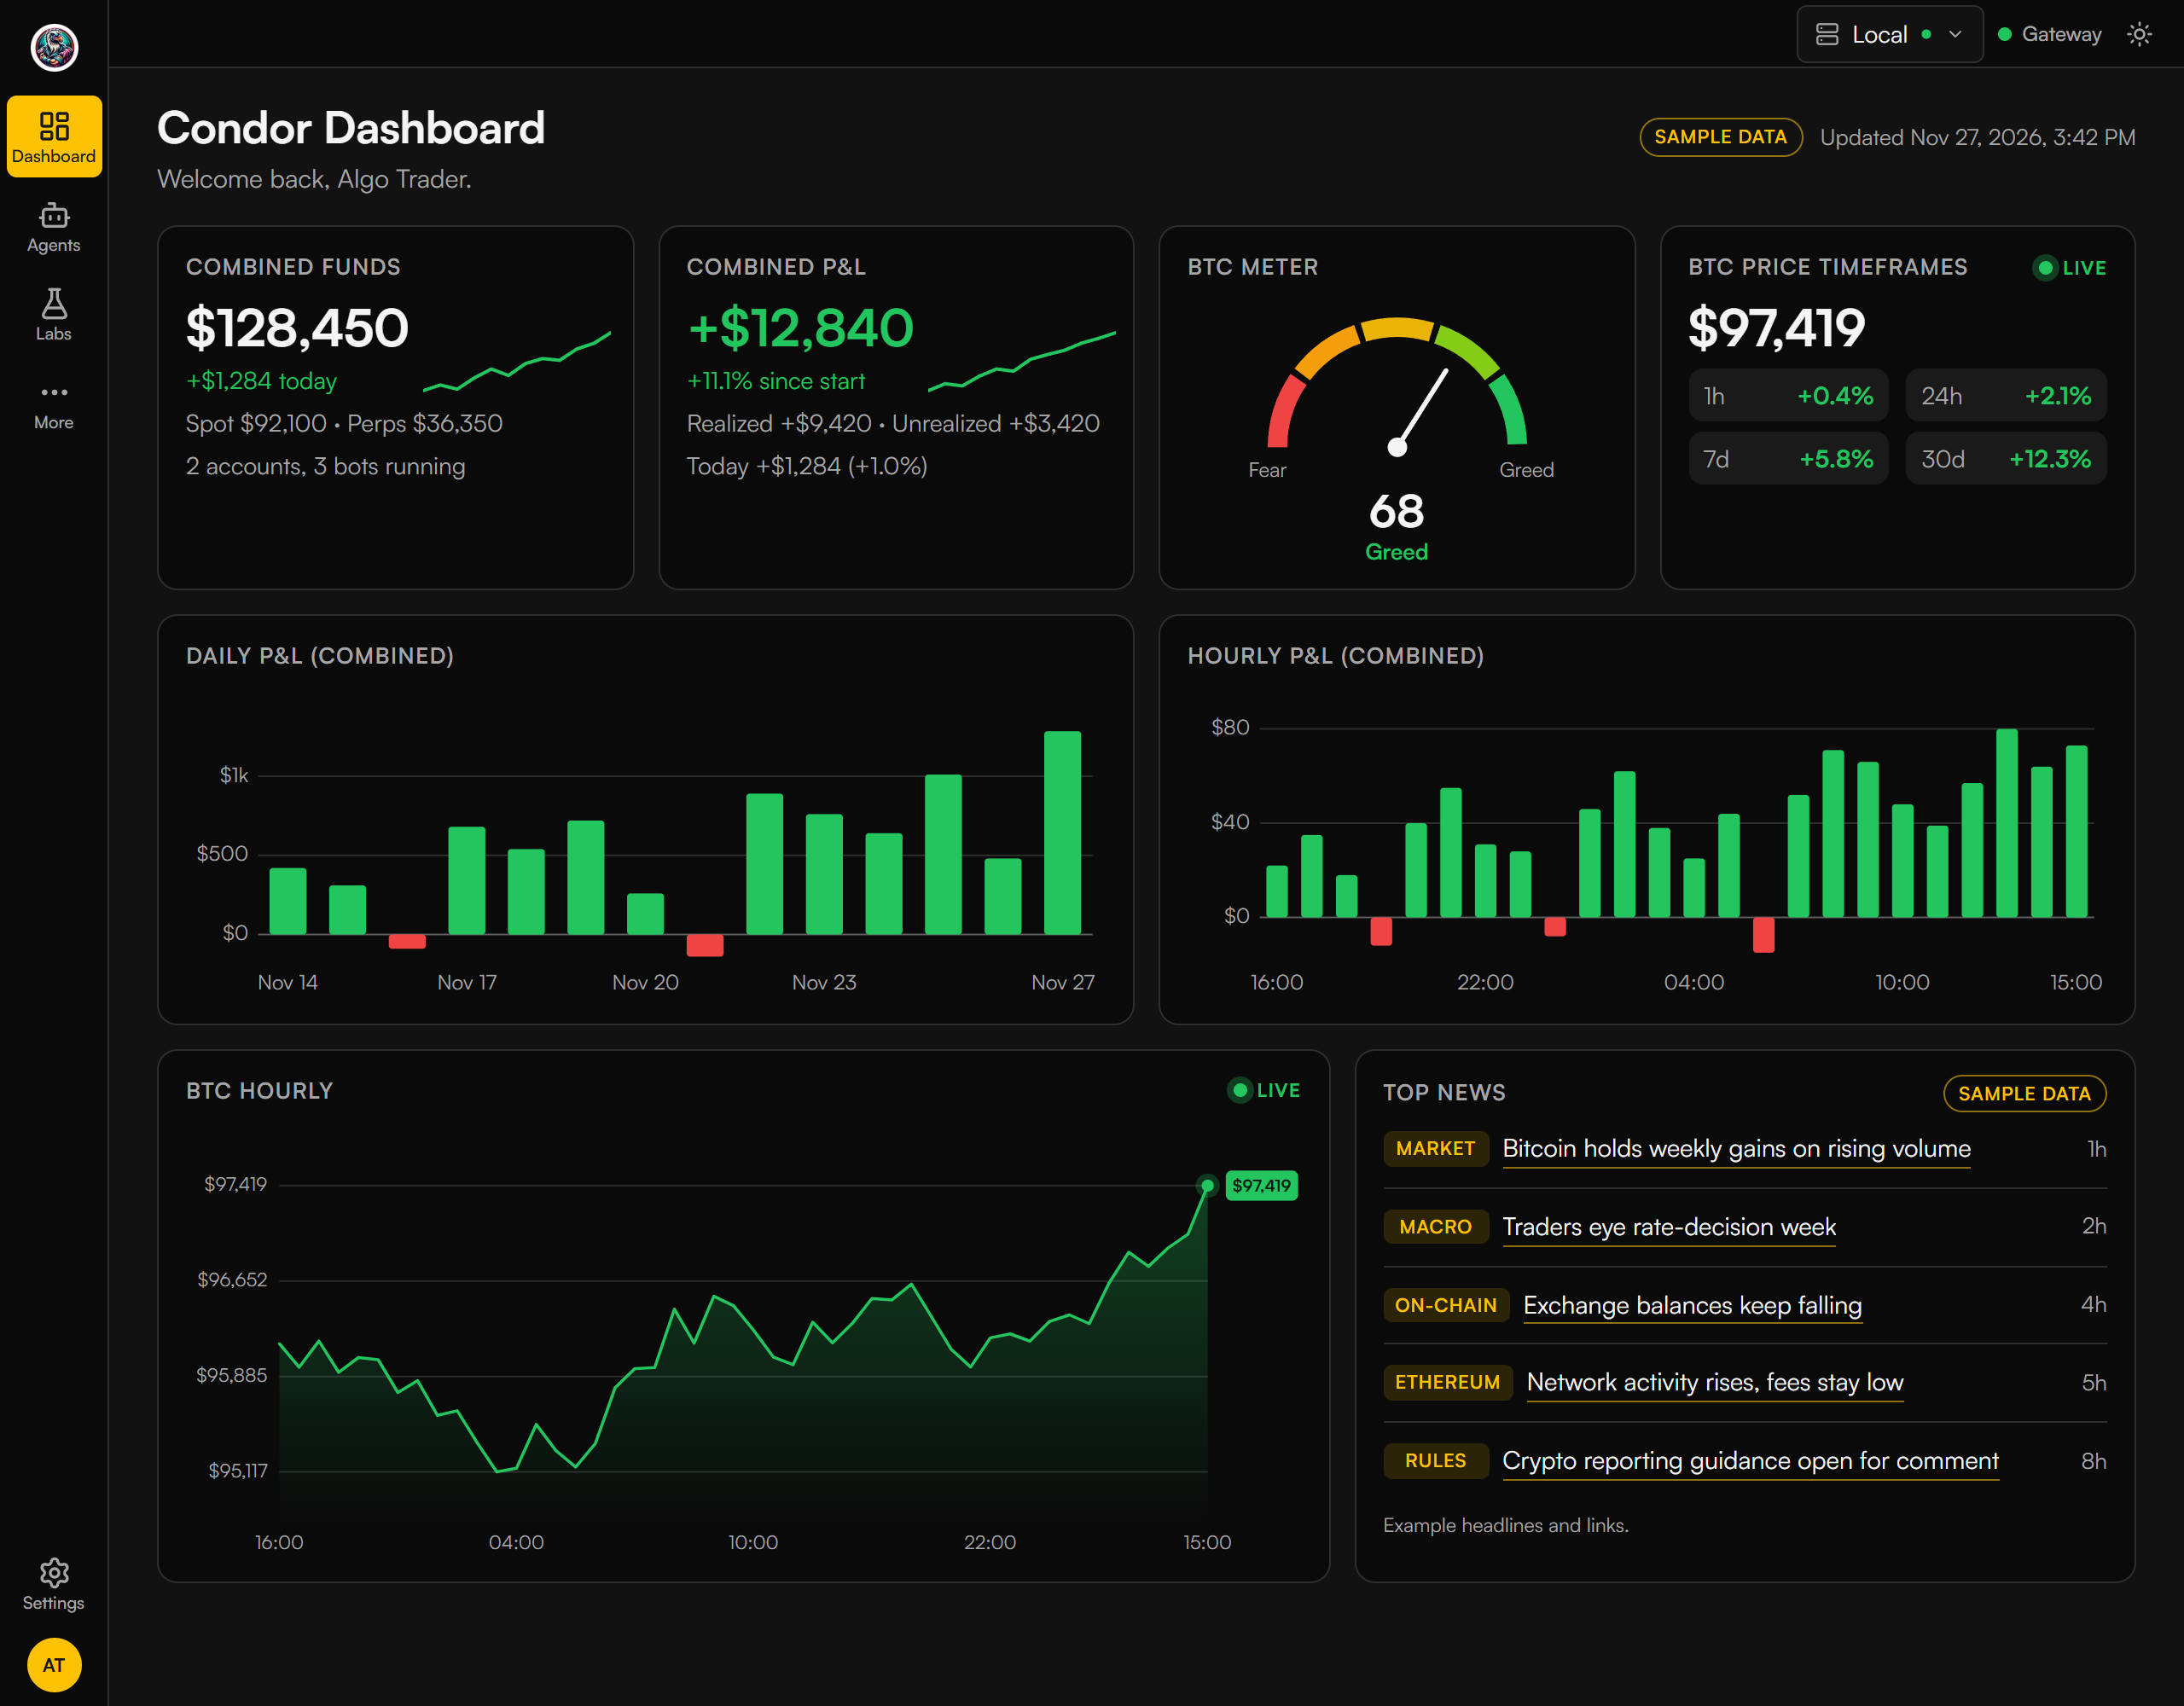 Local
Gateway
Dashboard
Agents
Labs
More
Settings
AT
Condor Dashboard
Welcome back, Algo Trader.
SAMPLE DATA
Updated Nov 27, 2026, 3:42 PM
COMBINED FUNDS
$128,450
+$1,284 today
Spot $92,100 · Perps $36,350
2 accounts, 3 bots running
COMBINED P&L
+$12,840
+11.1% since start
Realized +$9,420 · Unrealized +$3,420
Today +$1,284 (+1.0%)
BTC METER
Fear
Greed
68
Greed
BTC PRICE TIMEFRAMES
LIVE
$97,419
1h +0.4%
24h +2.1%
7d +5.8%
30d +12.3%
DAILY P&L (COMBINED)
$1k
$500
$0
Nov 14 Nov 17 Nov 20 Nov 23 Nov 27
HOURLY P&L (COMBINED)
$80
$40
$0
16:00 22:00 04:00 10:00 15:00
BTC HOURLY
LIVE
$97,419
$97,419
$96,652
$95,885
$95,117
16:00 04:00 10:00 22:00 15:00
TOP NEWS
SAMPLE DATA
MARKET Bitcoin holds weekly gains on rising volume 1h
MACRO Traders eye rate-decision week 2h
ON-CHAIN Exchange balances keep falling 4h
ETHEREUM Network activity rises, fees stay low 5h
RULES Crypto reporting guidance open for comment 8h
Example headlines and links.